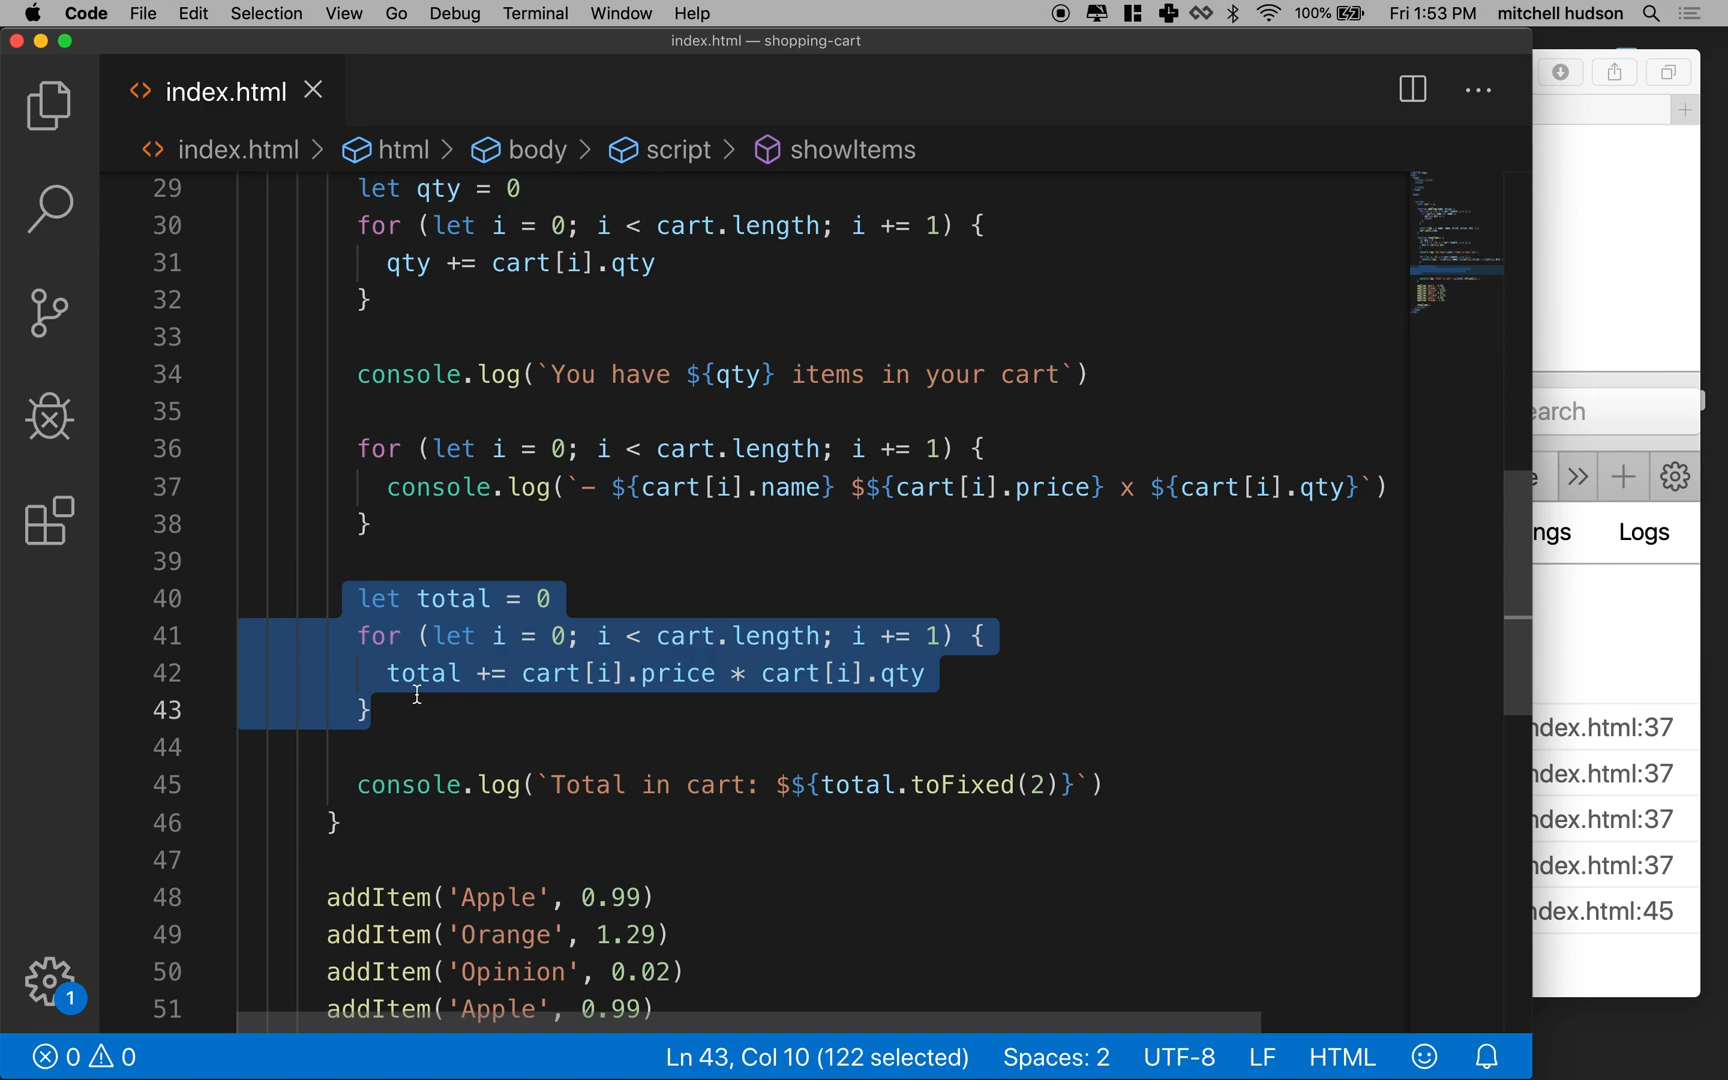 Code File Edit Selection View Go Debug Terminal Window Help 100% Fri 1:53 PM mitchell hudson
index.html — shopping-cart
<> index.html
<> index.html > html > body > script > showItems
29 let qty = 0
30 for (let i = 0; i < cart.length; i += 1) {
31 qty += cart[i].qty
32 }
33
34 console.log(`You have ${qty} items in your cart`)
35
36 for (let i = 0; i < cart.length; i += 1) {
37 console.log(`- ${cart[i].name} $${cart[i].price} x ${cart[i].qty}`)
38 }
39
40 let total = 0
41 for (let i = 0; i < cart.length; i += 1) {
42 total += cart[i].price * cart[i].qty
43 }
44
45 console.log(`Total in cart: $${total.toFixed(2)}`)
46 }
47
48 addItem('Apple', 0.99)
49 addItem('Orange', 1.29)
50 addItem('Opinion', 0.02)
51 addItem('Apple', 0.99)
earch
e
ngs Logs
ndex.html:37
ndex.html:37
ndex.html:37
ndex.html:37
ndex.html:45
1
0 0 Ln 43, Col 10 (122 selected) Spaces: 2 UTF-8 LF HTML